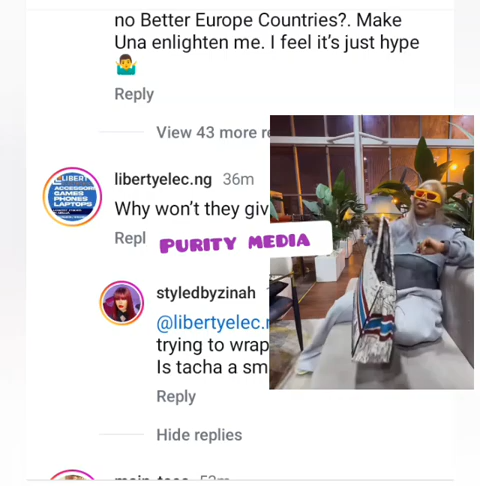 no Better Europe Countries?. Make
Una enlighten me. I feel it's just hype
Reply
View 43 more
libertyelec.ng 36m
Why won't they giv
Repl
PURITY MEDIA
styledbyzinah
@libertyelec.
trying to wrap
Is tacha a sm
Reply
Hide replies